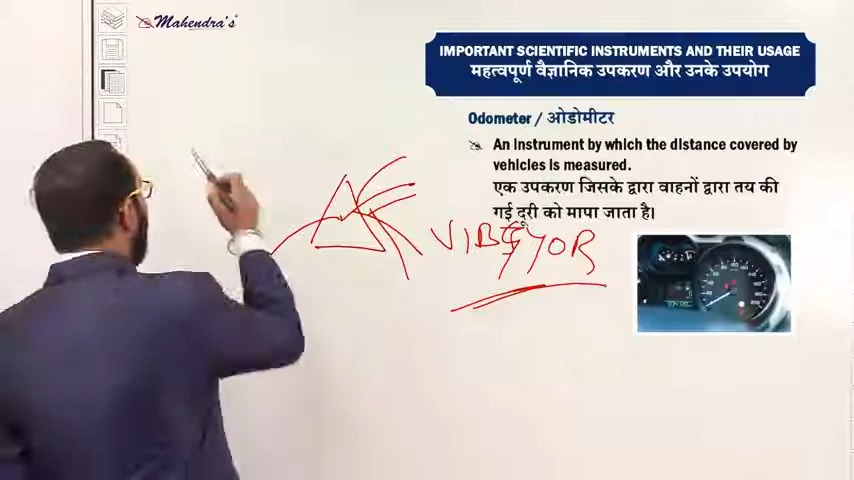 Mahendra's
IMPORTANT SCIENTIFIC INSTRUMENTS AND THEIR USAGE
महत्वपूर्ण वैज्ञानिक उपकरण और उनके उपयोग
Odometer / ओडोमीटर
An instrument by which the distance covered by
vehicles is measured.
एक उपकरण जिसके द्वारा वाहनों द्वारा तय की
गई दूरी को मापा जाता है।
VIBGYOR